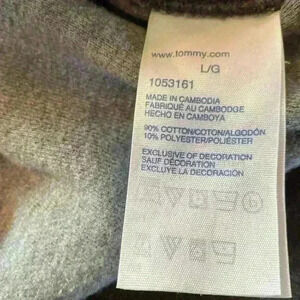 www.tommy.com
L/G
1053161
MADE IN CAMBODIA
FABRIQUÉ AU CAMBODGE
HECHO EN CAMBOYA
90% COTTON/COTON/ALGODÓN
10% POLYESTER/POLIÉSTER
EXCLUSIVE OF DECORATION
SAUF DÉCORATION
EXCLUYE LA DECORACIÓN